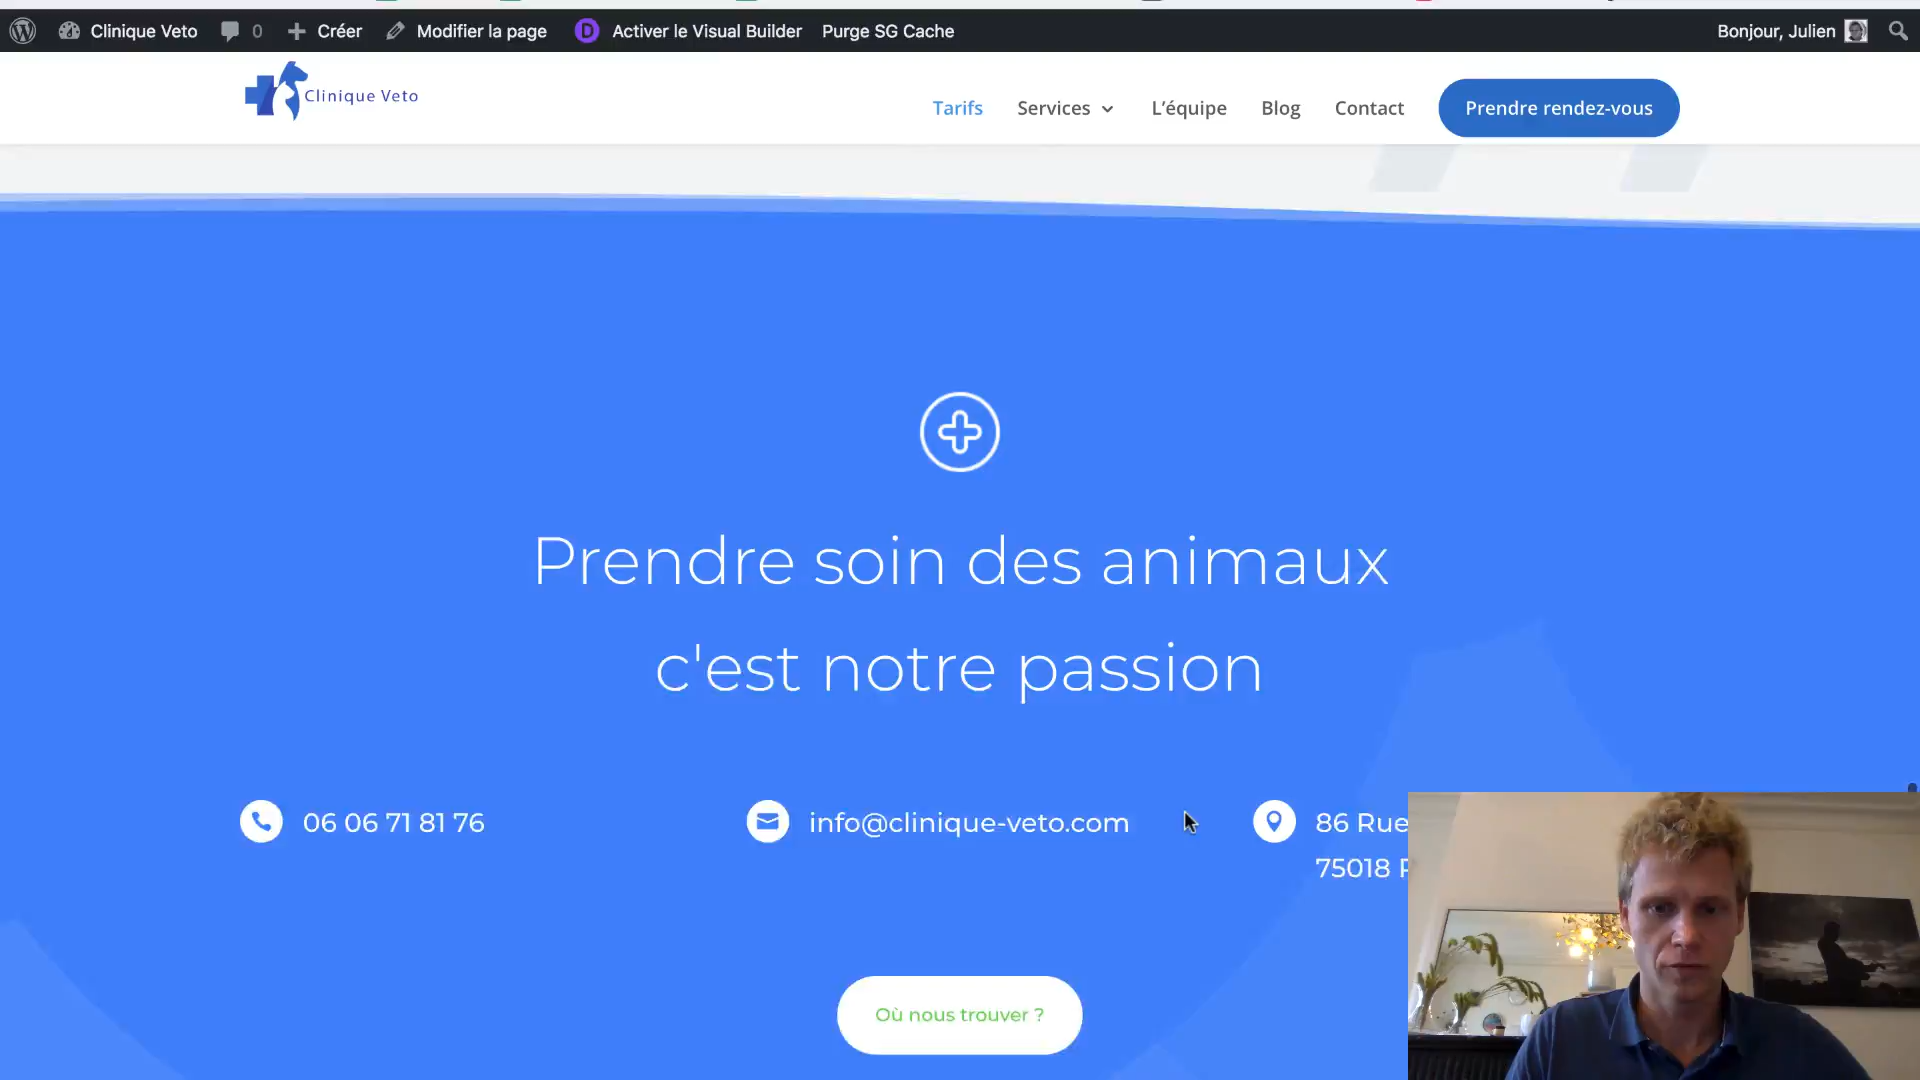 Clinique Veto 0 Créer Modifier la page D Activer le Visual Builder Purge SG Cache Bonjour, Julien
Clinique Veto
Tarifs Services L'équipe Blog Contact Prendre rendez-vous
Prendre soin des animaux
c'est notre passion
06 06 71 81 76 info@clinique-veto.com 86 Rue
75018
Où nous trouver ?